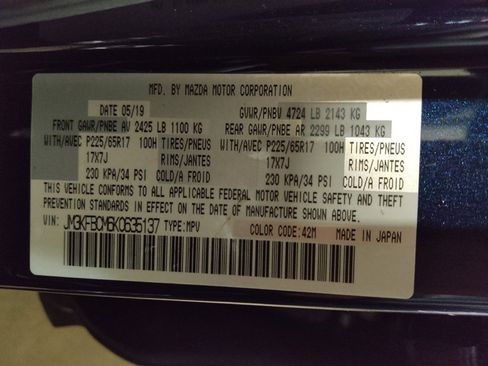 MFD. BY MAZDA MOTOR CORPORATION
DATE 05/19 GVWR/PNBV 4724 LB 2143 KG
FRONT GAWR/PNBE AV 2425 LB 1100 KG REAR GAWR/PNBE AR 2299 LB 1043 KG
WITH/AVEC P225/65R17 100H TIRES/PNEUS WITH/AVEC P225/65R17 100H TIRES/PNEUS
17X7J RIMS/JANTES 17X7J RIMS/JANTES
230 KPA/34 PSI COLD/A FROID 230 KPA/34 PSI COLD/A FROID
THIS VEHICLE CONFORMS TO ALL APPLICABLE FEDERAL MOTOR VEHICLE SAFETY AND THEFT
PREVENTION STANDARDS IN EFFECT ON THE DATE OF MANUFACTURE SHOWN ABOVE.
VIN: JM3KFBCM6K0635137 TYPE:MPV COLOR CODE: 42M MADE IN JAPAN